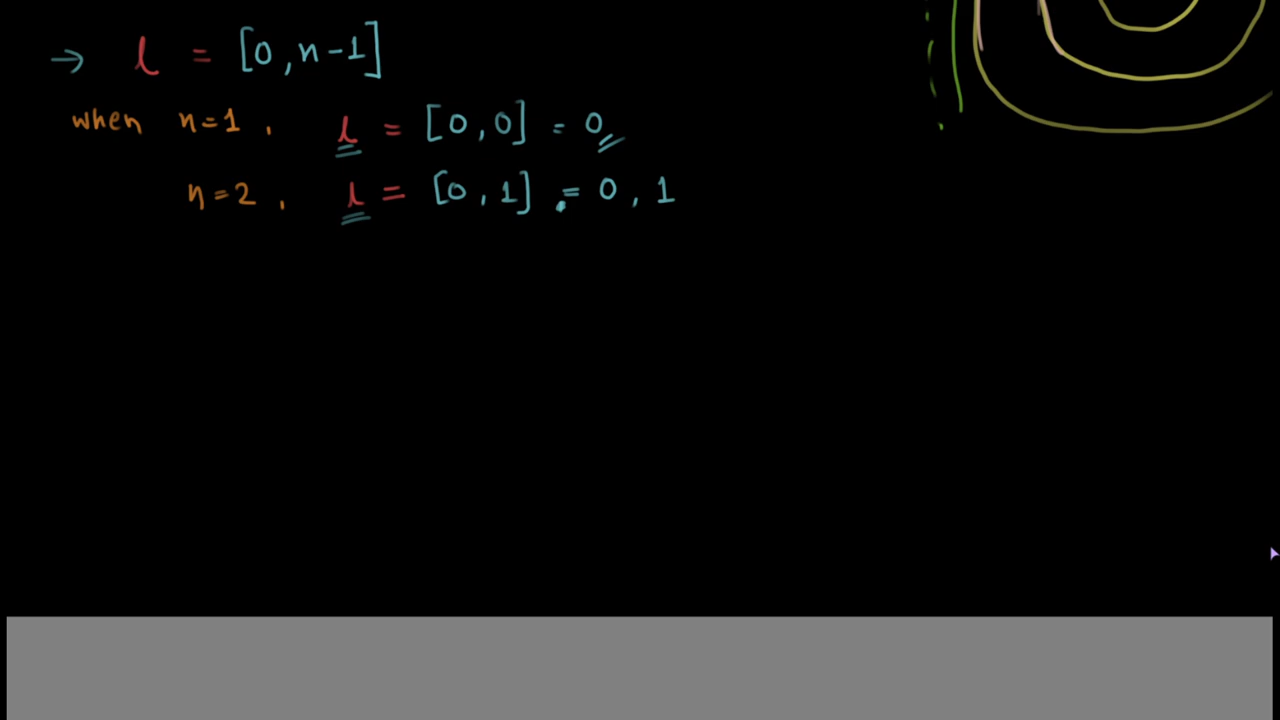 → l = [0, n-1]
when n=1, l = [0,0] = 0
n=2, l = [0,1] = 0, 1